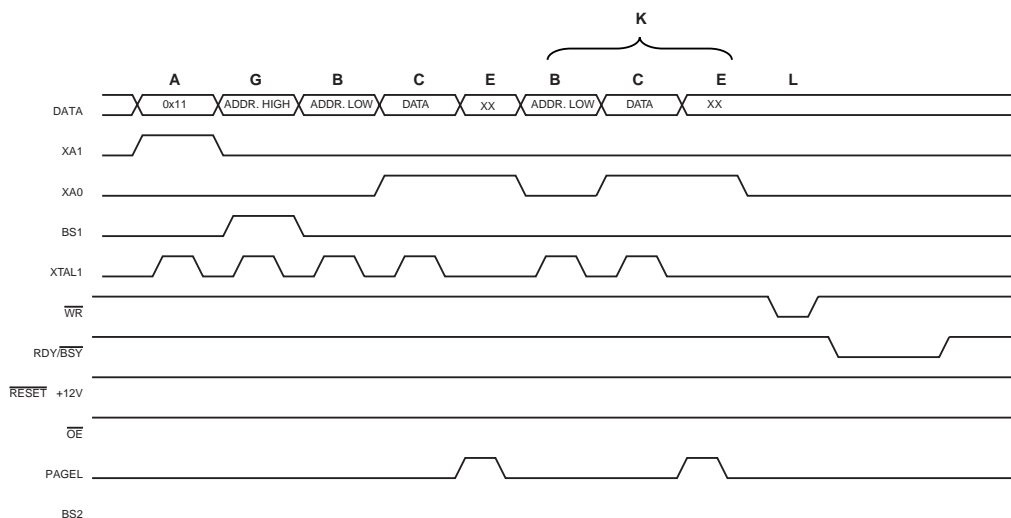 K
A G B C E B C E L
DATA 0x11 ADDR. HIGH ADDR. LOW DATA XX ADDR. LOW DATA XX
XA1
XA0
BS1
XTAL1
WR
RDY/BSY
RESET +12V
OE
PAGEL
BS2